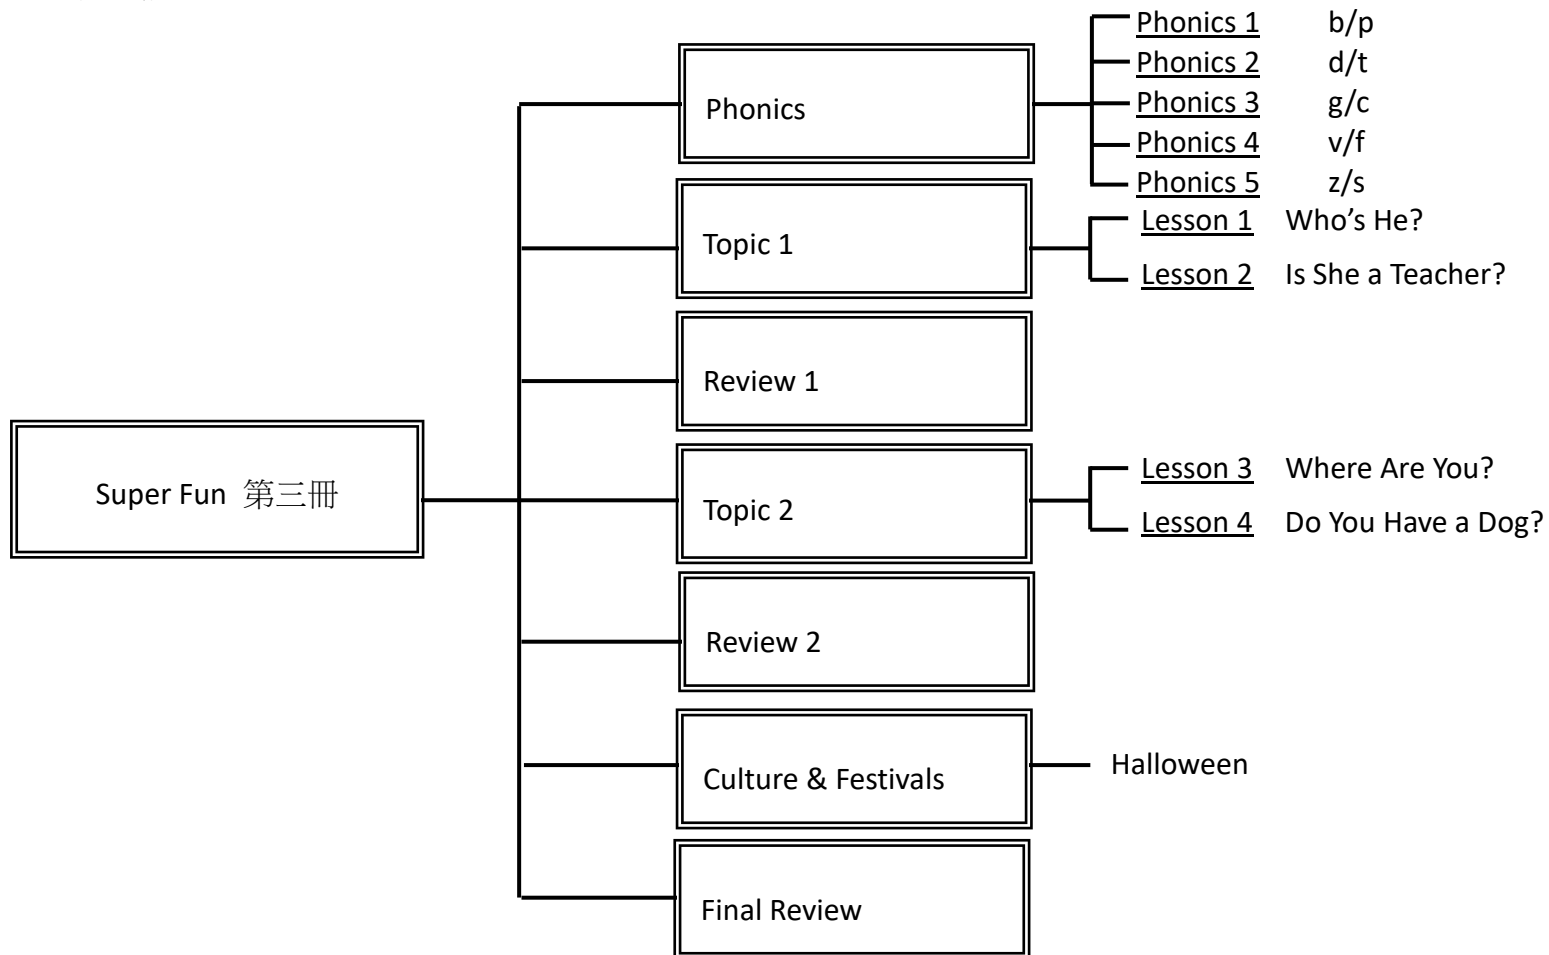 Super Fun 第三冊
Phonics
Phonics 1 b/p
Phonics 2 d/t
Phonics 3 g/c
Phonics 4 v/f
Phonics 5 z/s
Topic 1
Lesson 1 Who’s He?
Lesson 2 Is She a Teacher?
Review 1
Topic 2
Lesson 3 Where Are You?
Lesson 4 Do You Have a Dog?
Review 2
Culture & Festivals
Halloween
Final Review